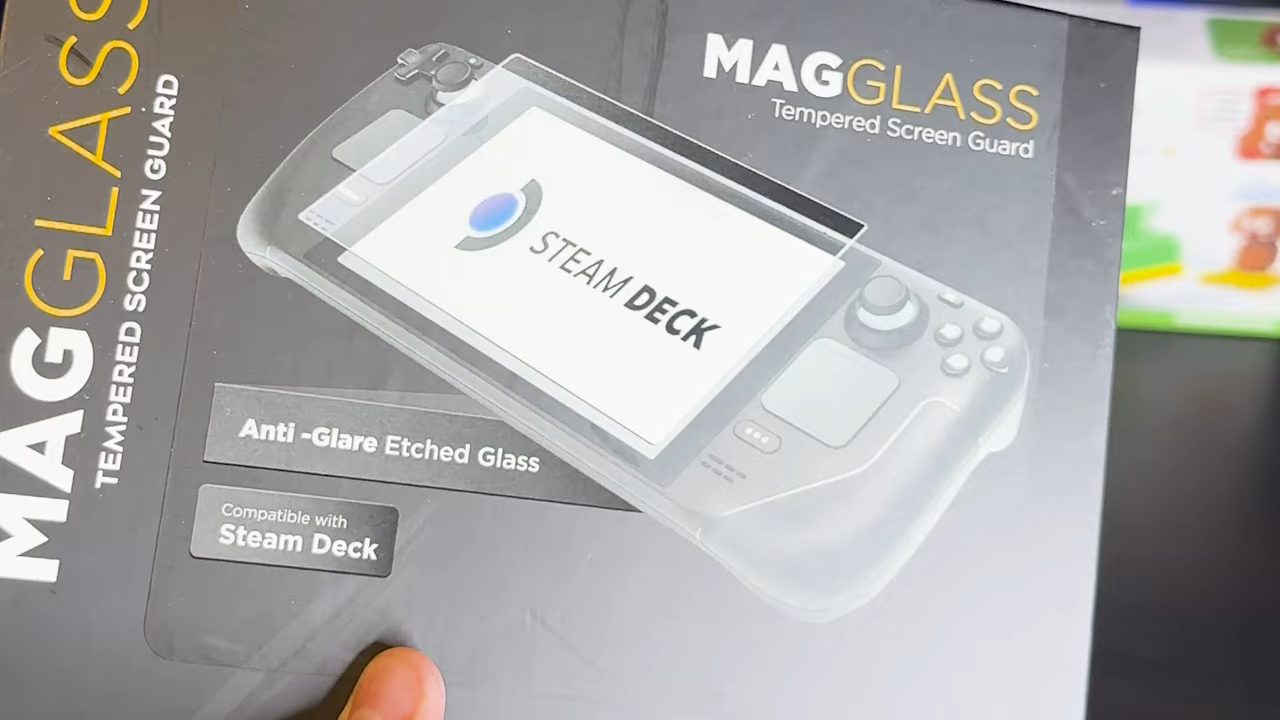 MAGGLASS
TEMPERED SCREEN GUARD
MAGGLASS
Tempered Screen Guard
STEAM DECK
Anti -Glare Etched Glass
Compatible with
Steam Deck